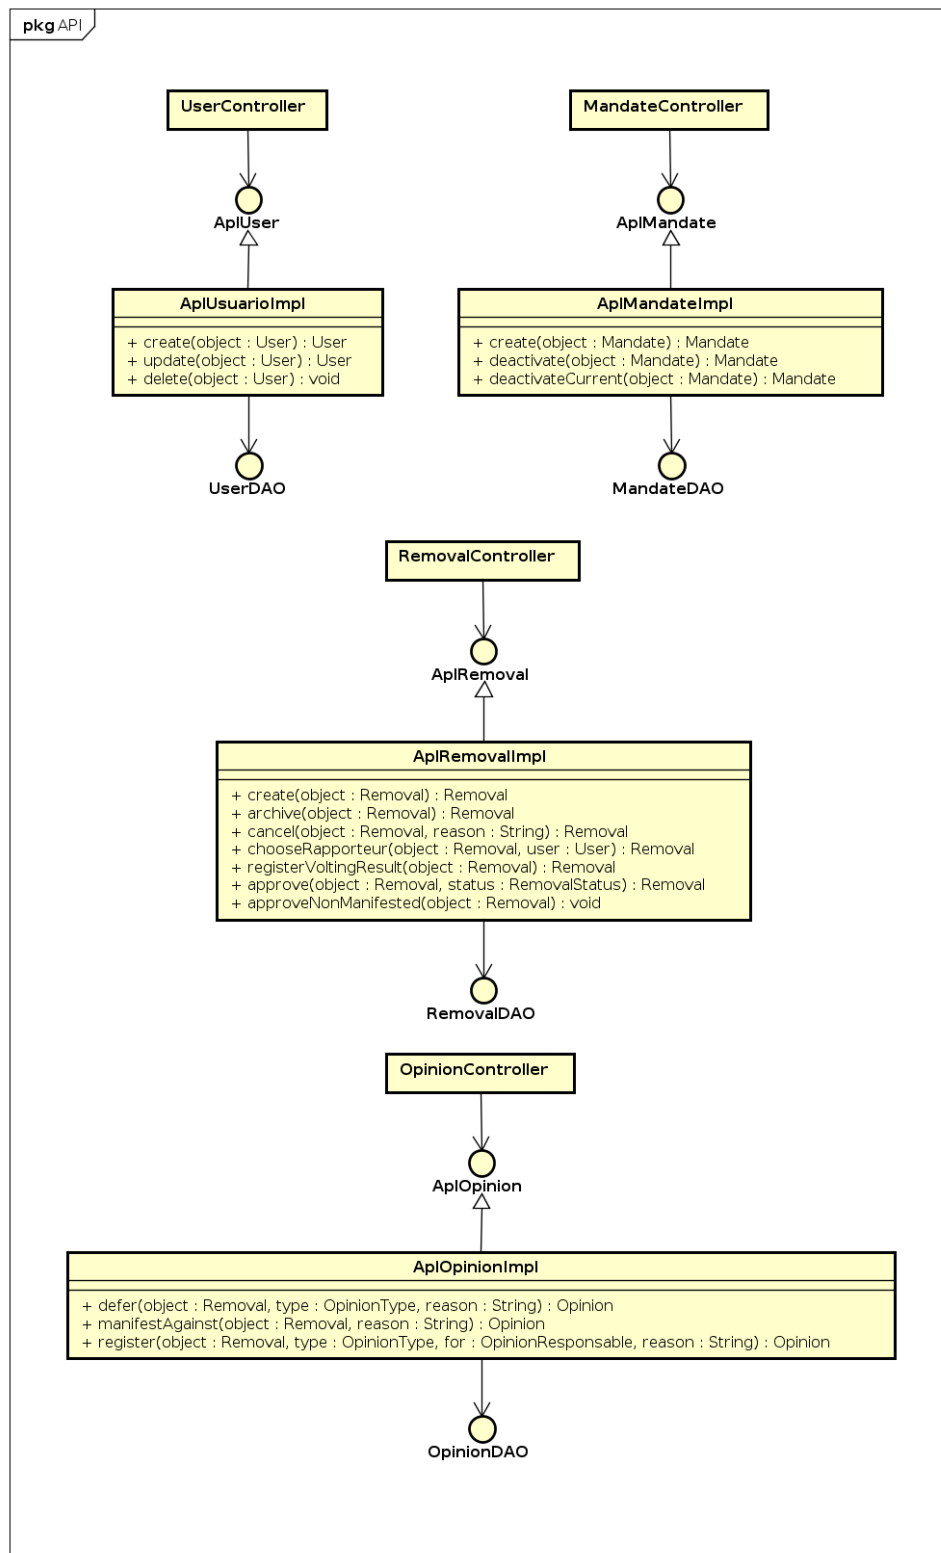 pkg API
UserController
AplUser
AplUsuarioImpl
+ create(object : User) : User
+ update(object : User) : User
+ delete(object : User) : void
UserDAO
MandateController
AplMandate
AplMandateImpl
+ create(object : Mandate) : Mandate
+ deactivate(object : Mandate) : Mandate
+ deactivateCurrent(object : Mandate) : Mandate
MandateDAO
RemovalController
AplRemoval
AplRemovalImpl
+ create(object : Removal) : Removal
+ archive(object : Removal) : Removal
+ cancel(object : Removal, reason : String) : Removal
+ chooseRapporteur(object : Removal, user : User) : Removal
+ registerVoltingResult(object : Removal) : Removal
+ approve(object : Removal, status : RemovalStatus) : Removal
+ approveNonManifested(object : Removal) : void
RemovalDAO
OpinionController
AplOpinion
AplOpinionImpl
+ defer(object : Removal, type : OpinionType, reason : String) : Opinion
+ manifestAgainst(object : Removal, reason : String) : Opinion
+ register(object : Removal, type : OpinionType, for : OpinionResponsable, reason : String) : Opinion
OpinionDAO